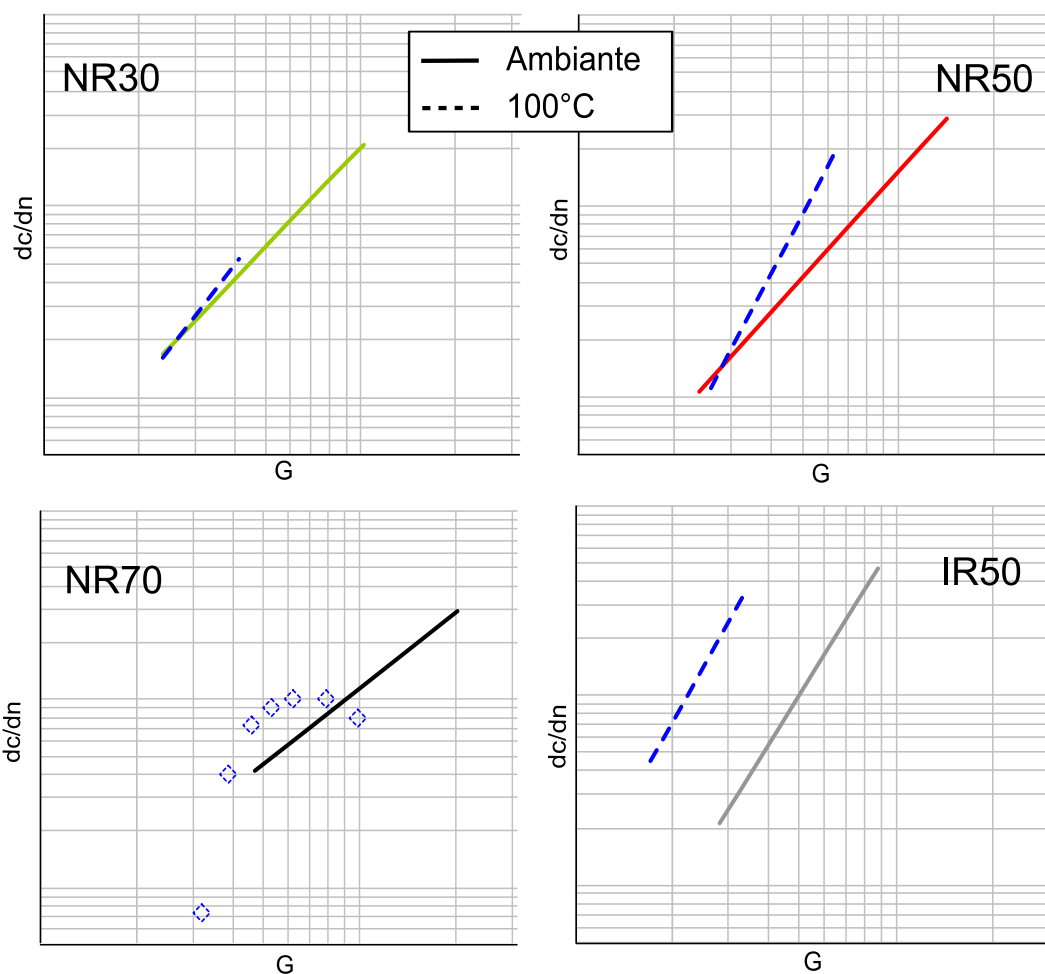 NR30
Ambiante
100°C
NR50
dc/dn
dc/dn
G
G
NR70
IR50
dc/dn
dc/dn
G
G